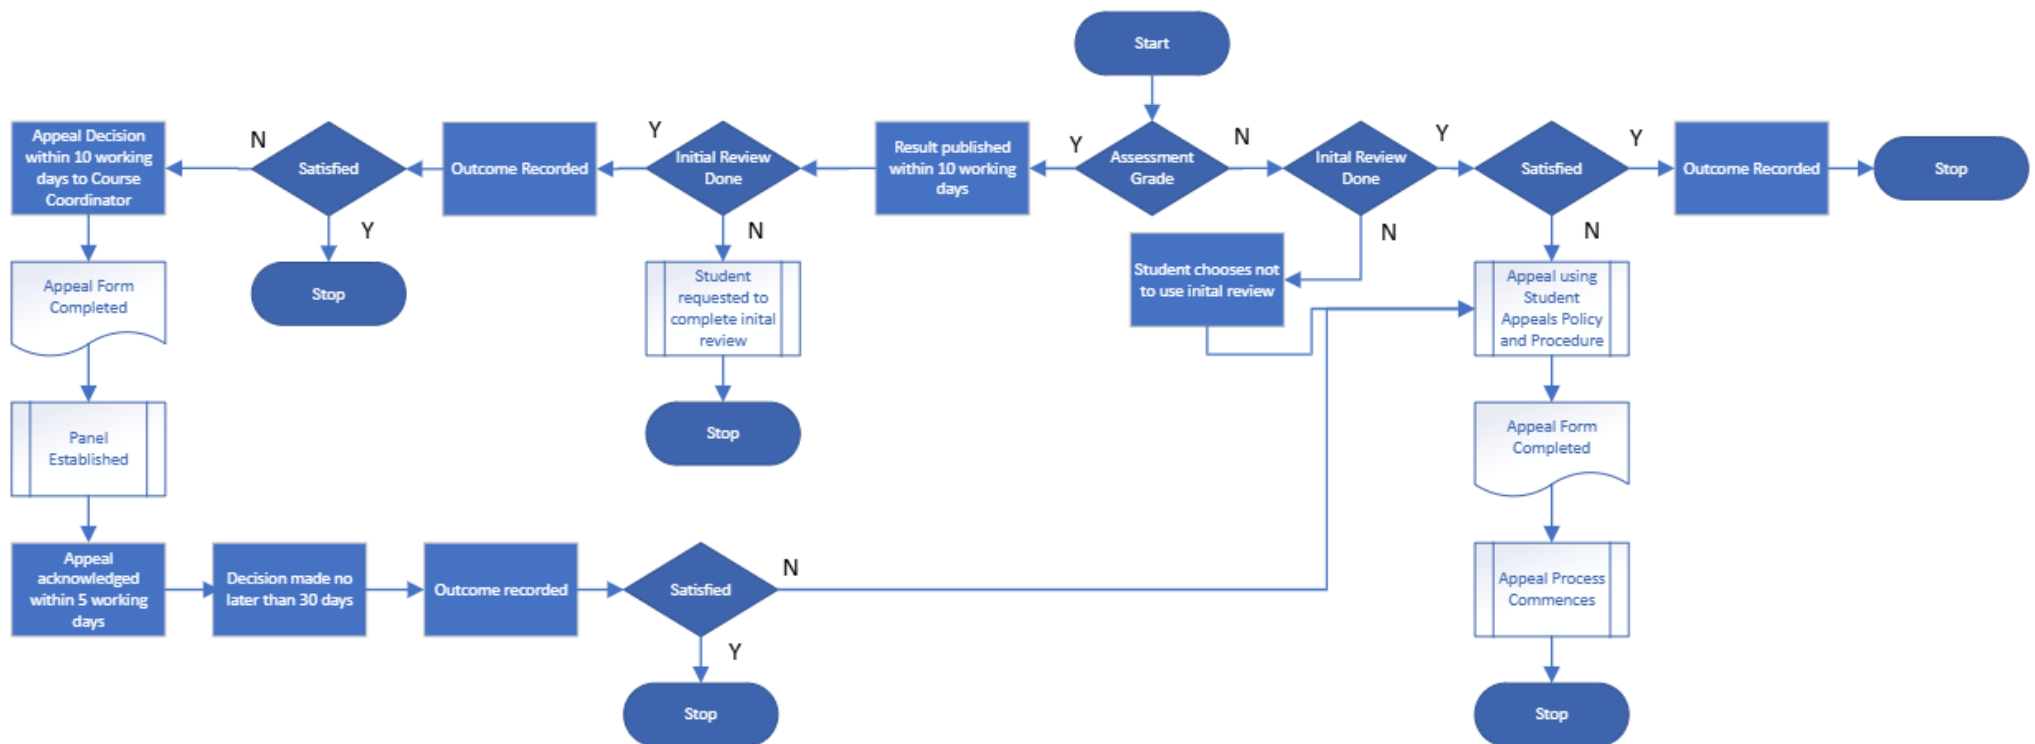 Start
Appeal Decision
within 10 working
days to Course
Coordinator
N
Satisfied
Y
Stop
Outcome Recorded
Y
Initial Review
Done
N
Student
requested to
complete inital
review
Stop
Result published
within 10 working
days
Y
Assessment
Grade
N
Inital Review
Done
Y
N
Student chooses not
to use inital review
Satisfied
Y
N
Outcome Recorded
Stop
Appeal using
Student
Appeals Policy
and Procedure
Appeal Form
Completed
Appeal Process
Commences
Stop
Appeal Form
Completed
Panel
Established
Appeal
acknowledged
within 5 working
days
Decision made no
later than 30 days
Outcome recorded
Satisfied
N
Y
Stop